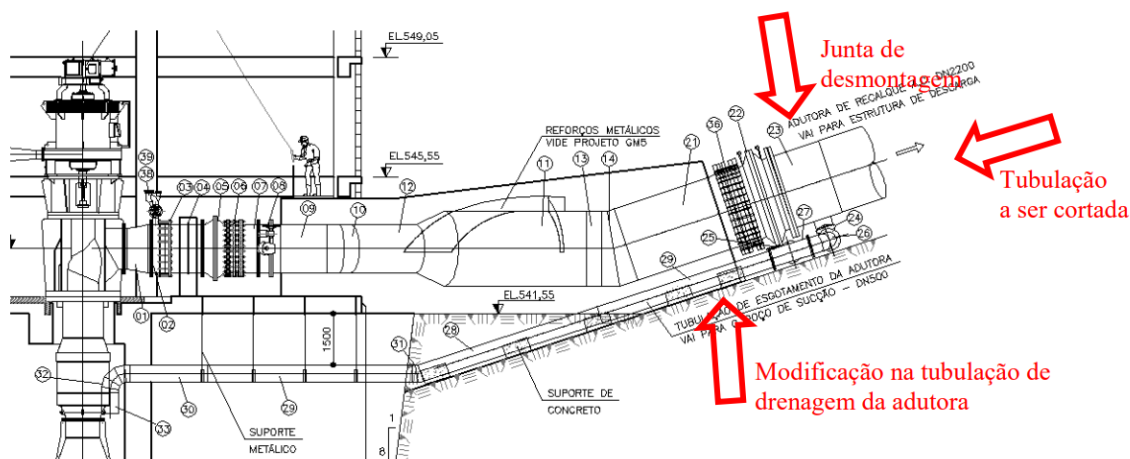 EL.549,05
Junta de
desmontagem
ADUTORA DE RECALQUE DN2200
VAI PARA ESTRUTURA DE DESCARGA
REFORÇOS METÁLICOS
VIDE PROJETO GM5
EL.545,55
Tubulação
a ser cortada
39
38
03
04
05
06
07
08
09
10
12
11
13
14
21
36
22
23
24
26
27
25
29
01
02
EL.541,55
TUBULAÇÃO DE ESGOTAMENTO DA ADUTORA
VAI PARA O POÇO DE SUCÇÃO – DN500
1500
28
31
32
33
30
29
SUPORTE DE
CONCRETO
SUPORTE
METÁLICO
1
8
Modificação na tubulação de
drenagem da adutora